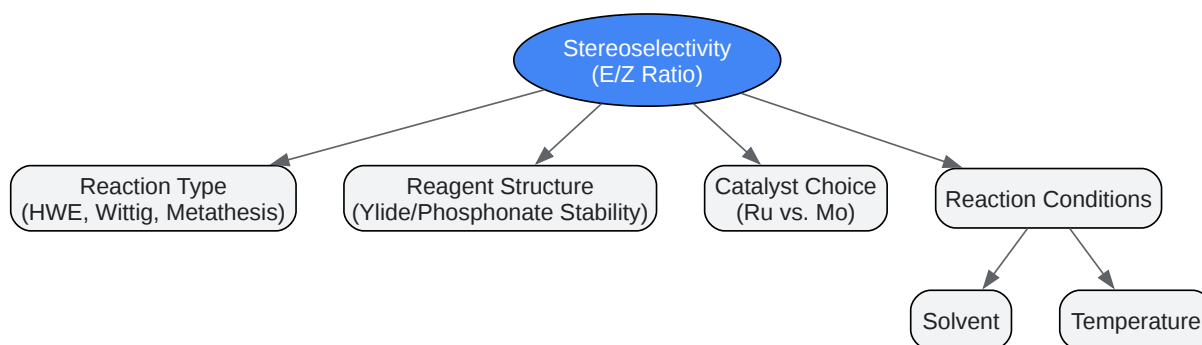 Stereoselectivity
(E/Z Ratio)
Reaction Type
(HWE, Wittig, Metathesis)
Reagent Structure
(Ylide/Phosphonate Stability)
Catalyst Choice
(Ru vs. Mo)
Reaction Conditions
Solvent
Temperature